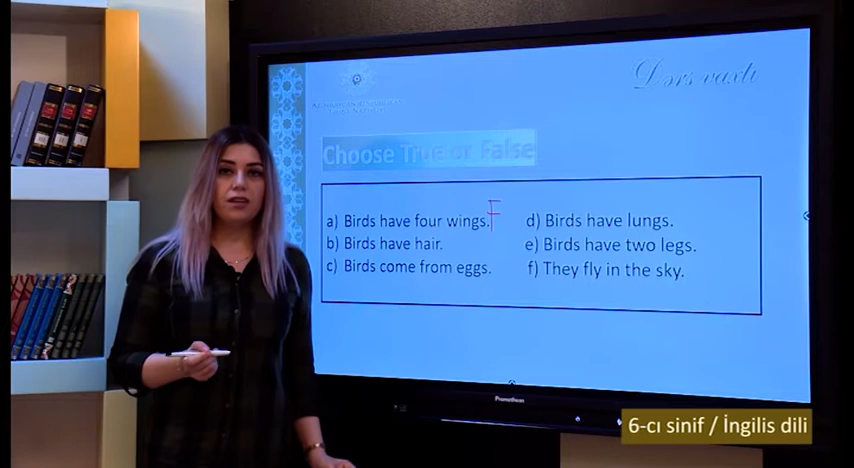 Dərs vaxtı
Choose True or False
a) Birds have four wings. F
b) Birds have hair.
c) Birds come from eggs.
d) Birds have lungs.
e) Birds have two legs.
f) They fly in the sky.
Promethean
6-cı sinif / İngilis dili